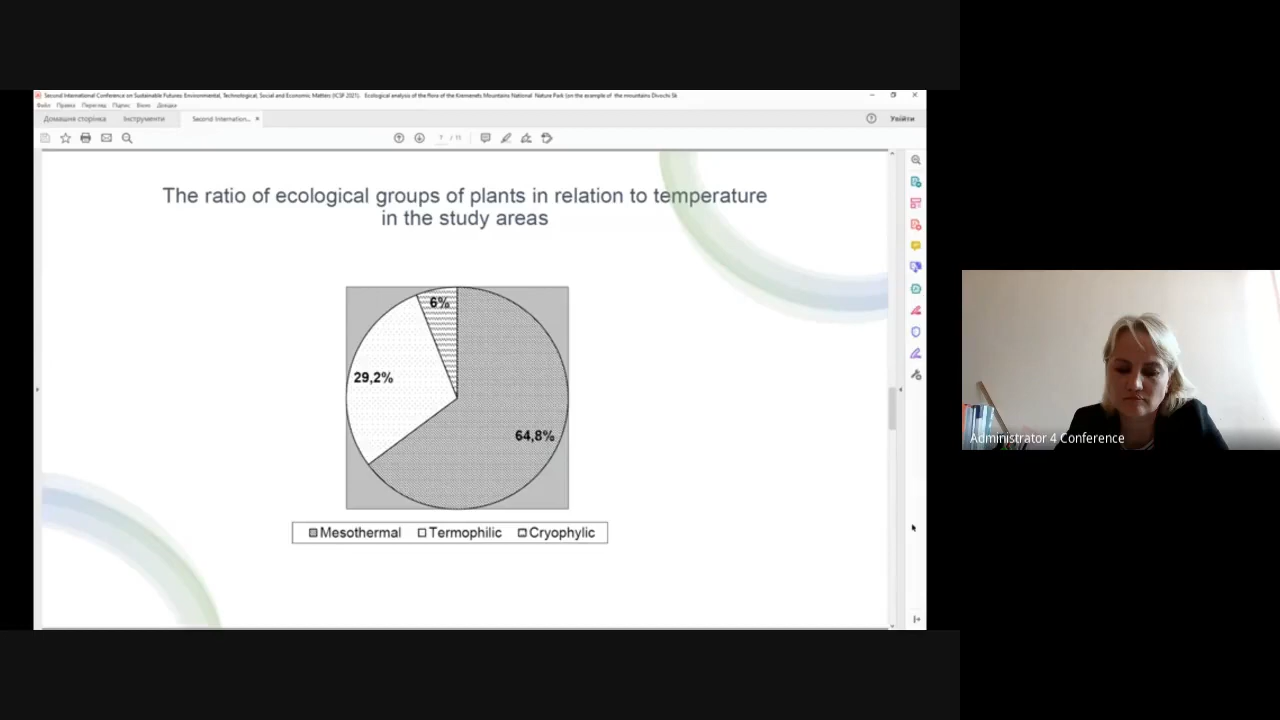 Second International Conference on Sustainable Futures: Environmental, Technological, Social and Economic Matters (ICSF 2021). Ecological analysis of the flora of the Kremenets Mountains National Nature Park (on the example of the mountains Divochi Sk
Файл Правка Перегляд Підпис Вікно Довідка
Домашня сторінка Інструменти Second Internation... × Увійти
7 / 11
The ratio of ecological groups of plants in relation to temperature
in the study areas
6%
29,2%
64,8%
Mesothermal Termophilic Cryophylic
Administrator 4 Conference